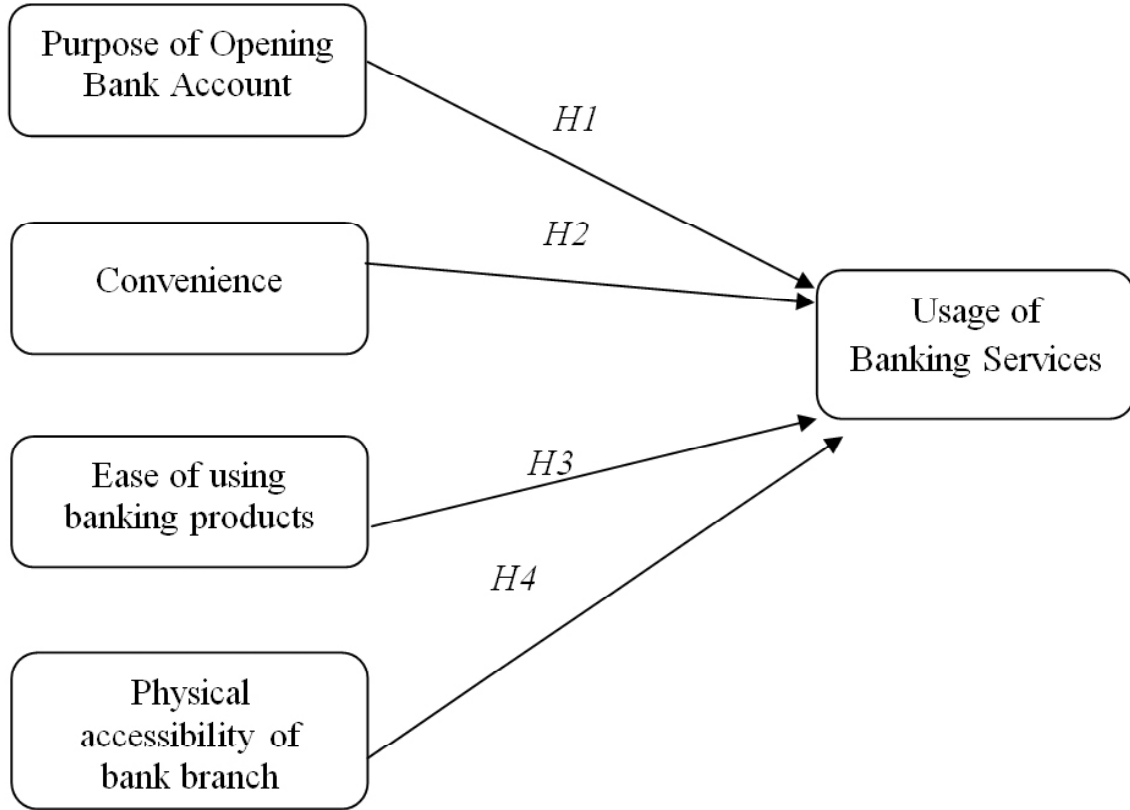 Purpose of Opening
Bank Account
H1
Convenience
H2
Usage of
Banking Services
Ease of using
banking products
H3
H4
Physical
accessibility of
bank branch